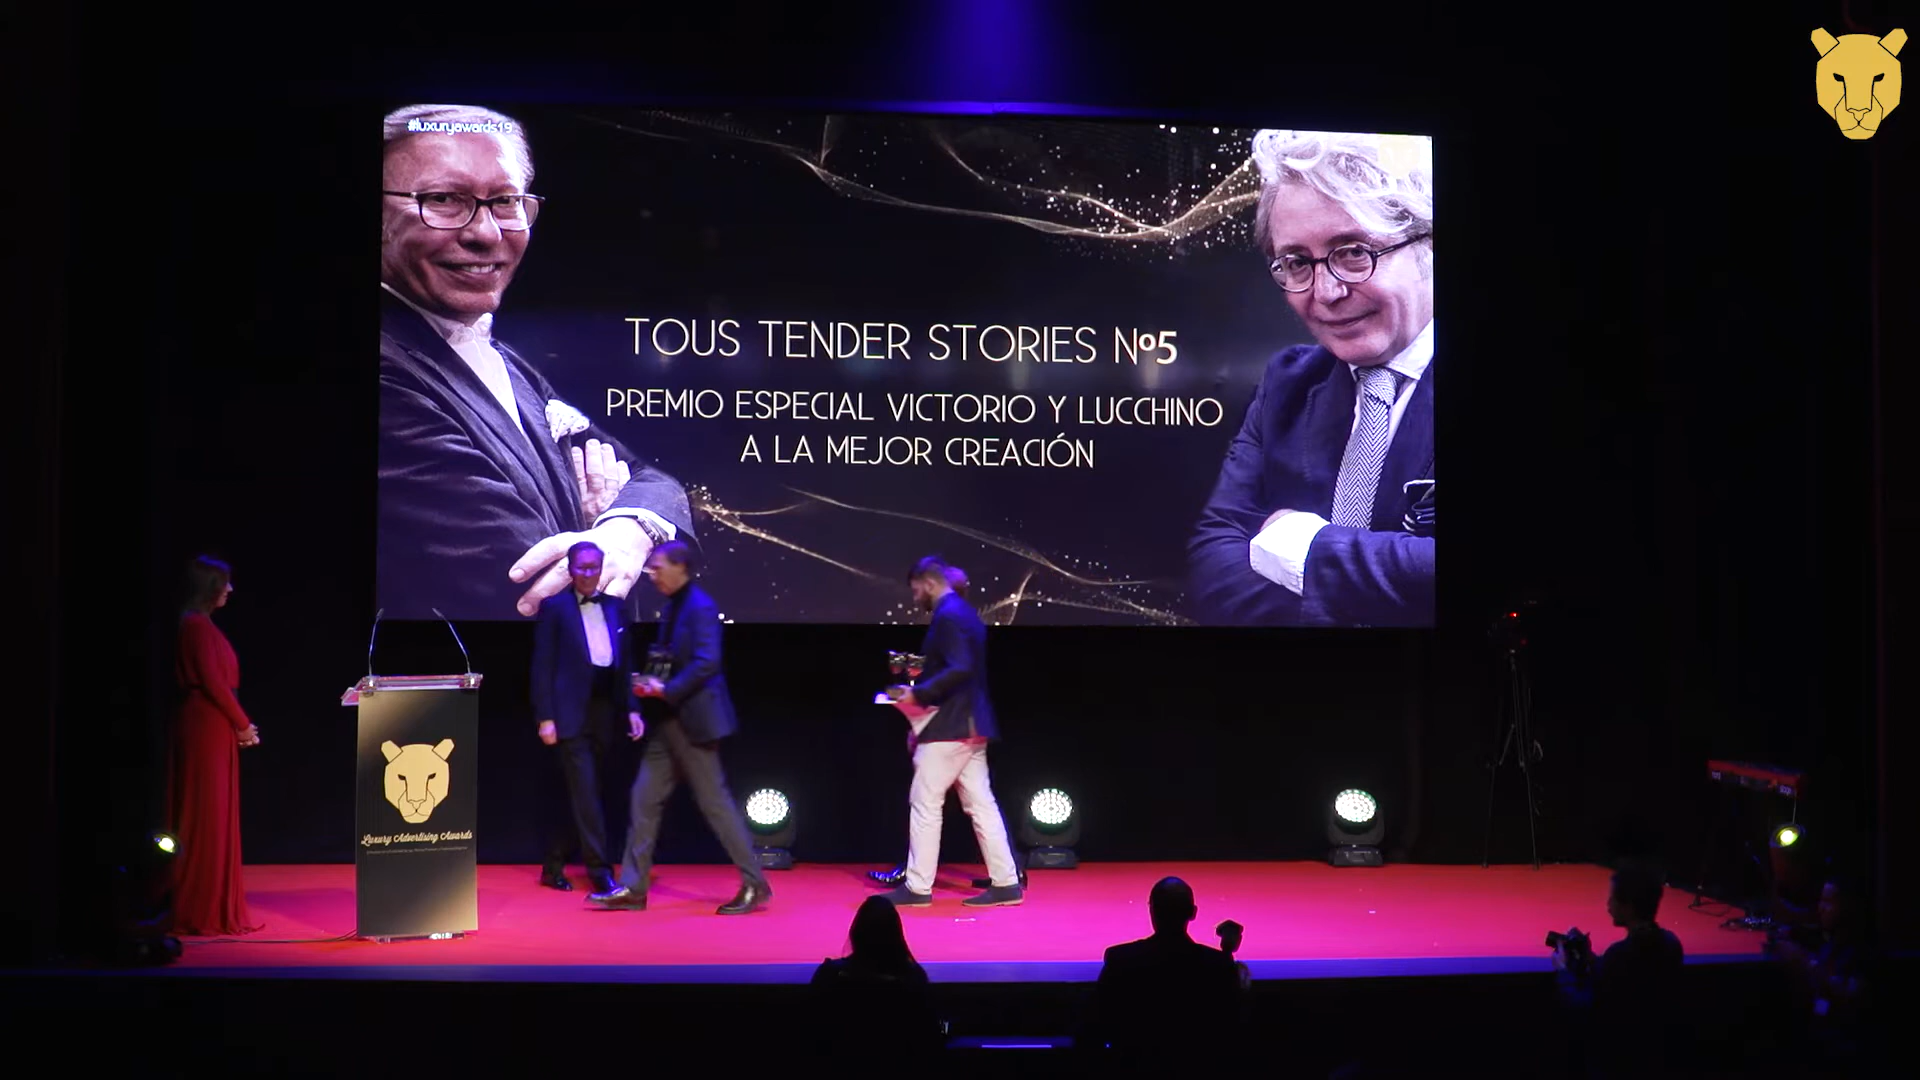 #luxuryawards19
TOUS TENDER STORIES Nº5
PREMIO ESPECIAL VICTORIO Y LUCCHINO
A LA MEJOR CREACIÓN
Luxury Advertising Awards